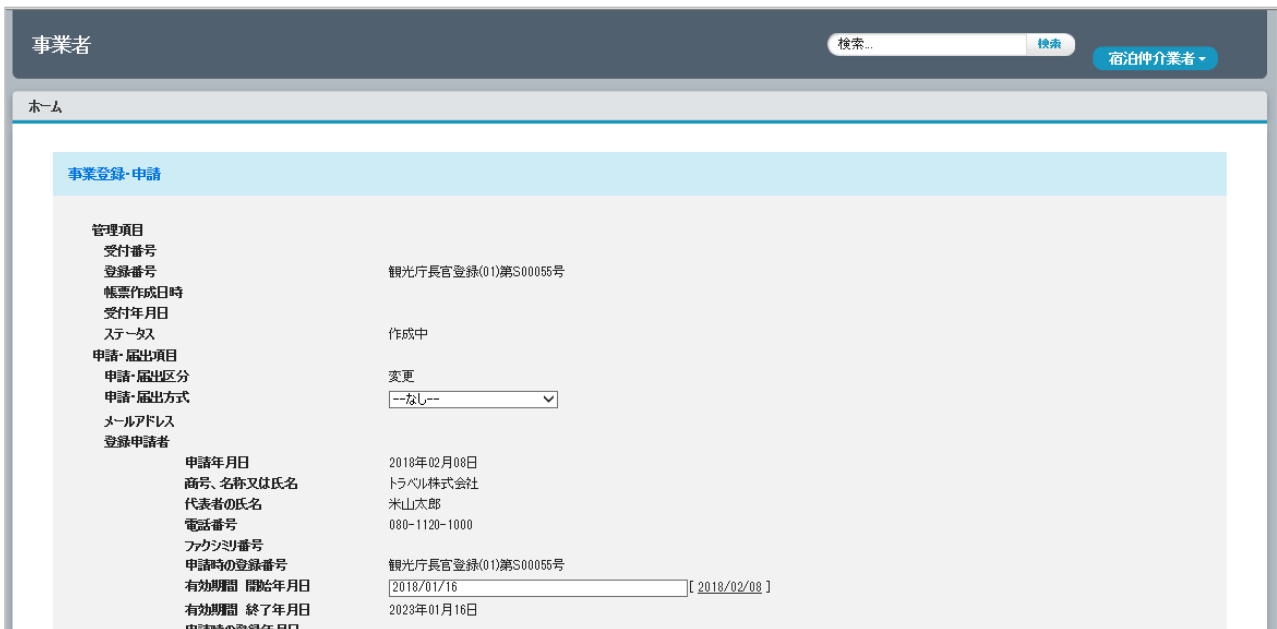 事業者
検索...
検索
宿泊仲介業者
ホーム
事業登録・申請
管理項目
受付番号
登録番号 観光庁長官登録(01)第S00055号
帳票作成日時
受付年月日
ステータス 作成中
申請・届出項目
申請・届出区分 変更
申請・届出方式 --なし--
メールアドレス
登録申請者
申請年月日 2018年02月08日
商号、名称又は氏名 トラベル株式会社
代表者の氏名 米山太郎
電話番号 080-1120-1000
ファクシミリ番号
申請時の登録番号 観光庁長官登録(01)第S00055号
有効期間 開始年月日 2018/01/16 [ 2018/02/08 ]
有効期間 終了年月日 2023年01月16日
申請時の登録年月日